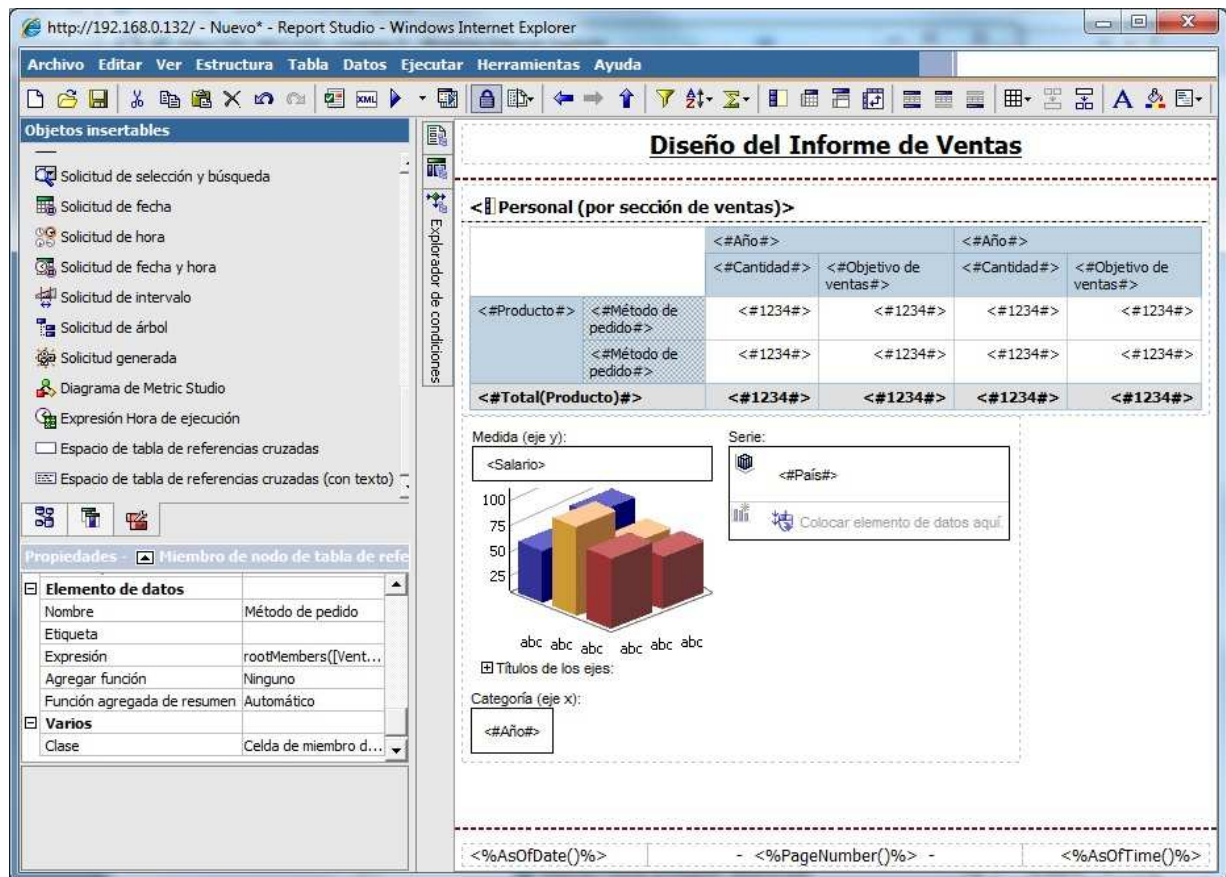 http://192.168.0.132/ - Nuevo* - Report Studio - Windows Internet Explorer
Archivo Editar Ver Estructura Tabla Datos Ejecutar Herramientas Ayuda
Objetos insertables
Solicitud de selección y búsqueda
Solicitud de fecha
Solicitud de hora
Solicitud de fecha y hora
Solicitud de intervalo
Solicitud de árbol
Solicitud generada
Diagrama de Metric Studio
Expresión Hora de ejecución
Espacio de tabla de referencias cruzadas
Espacio de tabla de referencias cruzadas (con texto)
Propiedades - Miembro de nodo de tabla de refe
Elemento de datos
Nombre Método de pedido
Etiqueta
Expresión rootMembers([Vent...
Agregar función Ninguno
Función agregada de resumen Automático
Varios
Clase Celda de miembro d...
Explorador de condiciones
Diseño del Informe de Ventas
<Personal (por sección de ventas)>
<#Año#> <#Año#>
<#Cantidad#> <#Objetivo de ventas#> <#Cantidad#> <#Objetivo de ventas#>
<#Producto#> <#Método de pedido#> <#1234#> <#1234#> <#1234#> <#1234#>
<#Método de pedido#> <#1234#> <#1234#> <#1234#> <#1234#>
<#Total(Producto)#> <#1234#> <#1234#> <#1234#> <#1234#>
Medida (eje y):
<Salario>
Serie:
<#País#>
Colocar elemento de datos aquí.
100
75
50
25
abc abc abc abc abc abc
Títulos de los ejes:
Categoría (eje x):
<#Año#>
<%AsOfDate()%> - <%PageNumber()%> - <%AsOfTime()%>